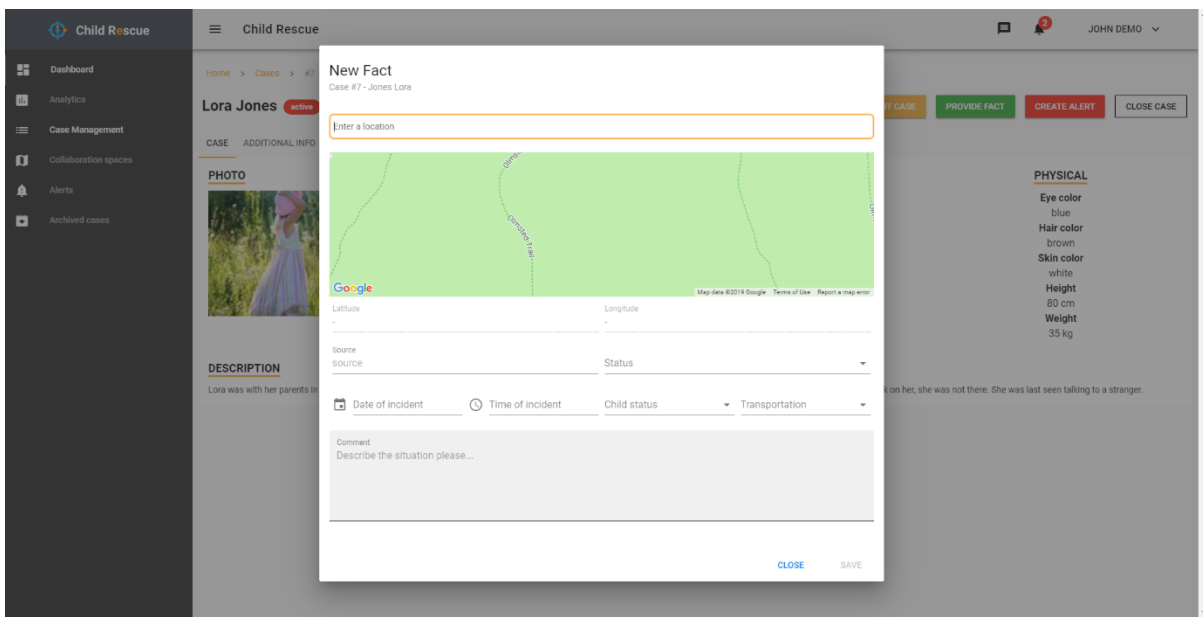 Child Rescue
Child Rescue
2
JOHN DEMO
Dashboard
Analytics
Case Management
Collaboration spaces
Alerts
Archived cases
Home > Cases > #7
Lora Jones active
CASE
PROVIDE FACT
CREATE ALERT
CLOSE CASE
CASE ADDITIONAL INFO
PHOTO
DESCRIPTION
Lora was with her parents in
New Fact
Case #7 - Jones Lora
Enter a location
Olmsted Trail
Google
Map data ©2019 Google Terms of Use Report a map error
Latitude
-
Longitude
-
Source
source
Status
Date of incident
Time of incident
Child status
Transportation
Comment
Describe the situation please...
CLOSE
SAVE
PHYSICAL
Eye color
blue
Hair color
brown
Skin color
white
Height
80 cm
Weight
35 kg
on her, she was not there. She was last seen talking to a stranger.